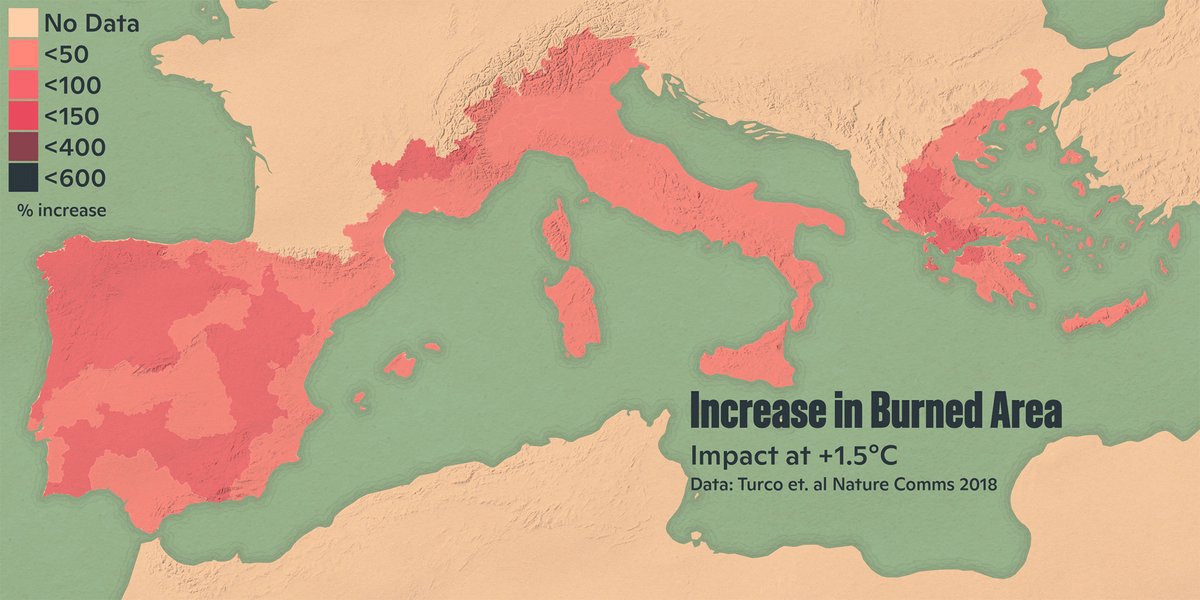 No Data
<50
<100
<150
<400
<600
% increase
Increase in Burned Area
Impact at +1.5°C
Data: Turco et. al Nature Comms 2018